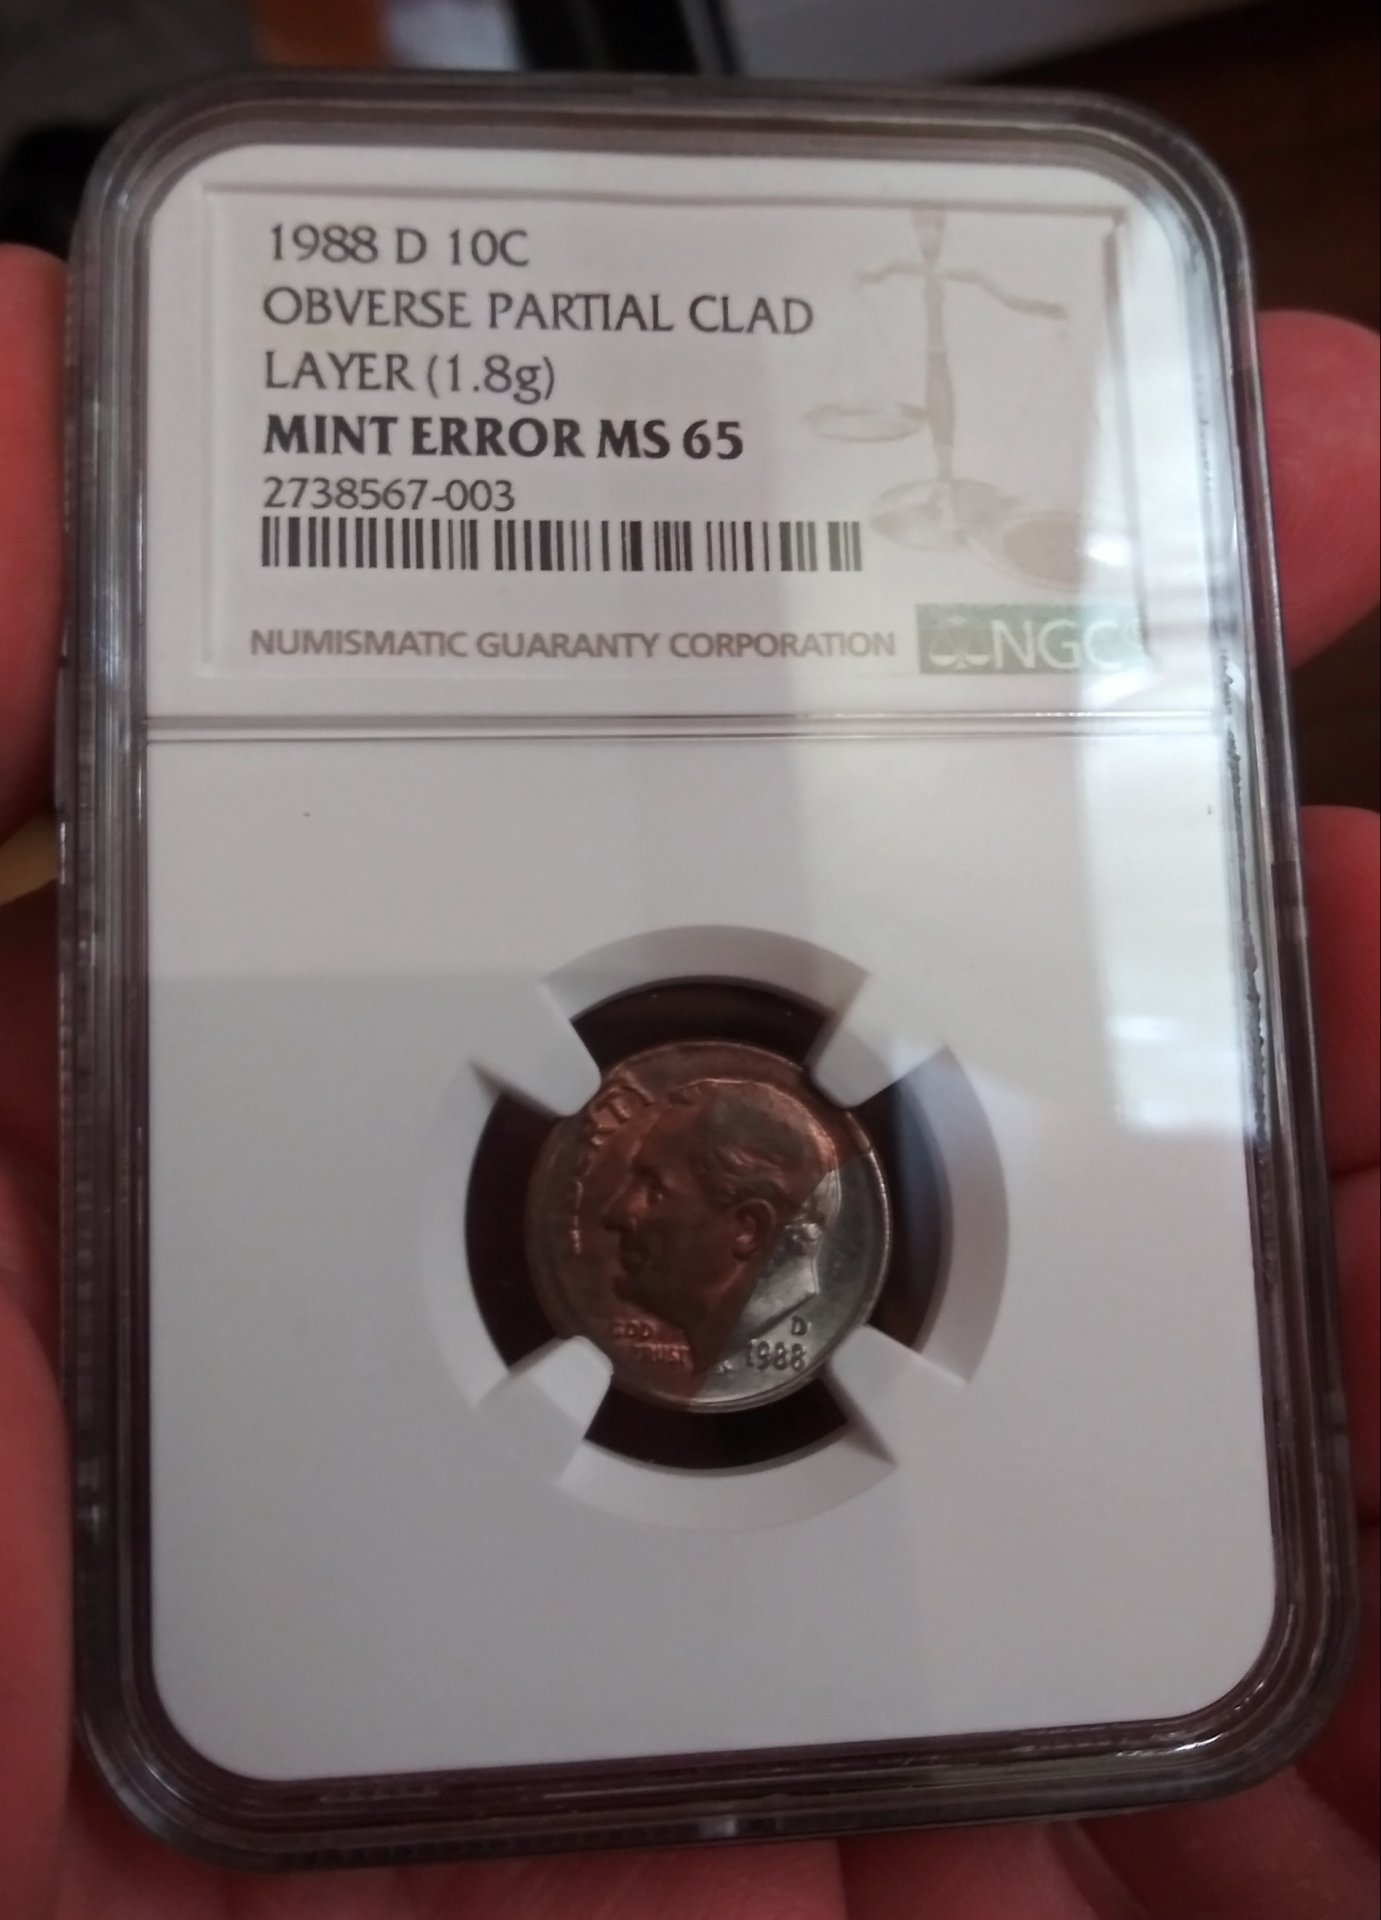 1988 D 10C
OBVERSE PARTIAL CLAD
LAYER (1.8g)
MINT ERROR MS 65
2738567-003
NUMISMATIC GUARANTY CORPORATION NGC
LIBERTY
GOD
TRUST
D
1988